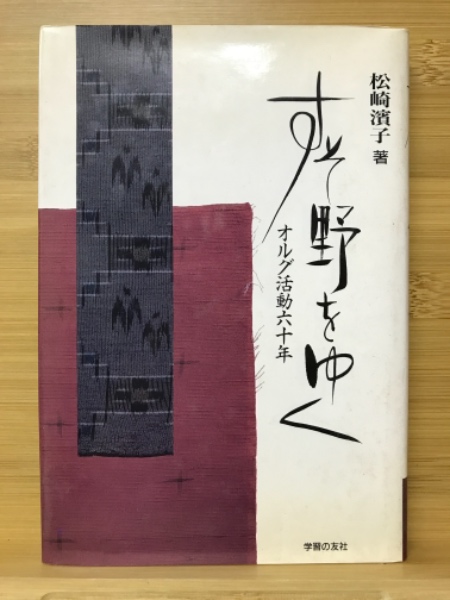 松崎濱子 著
すそ野をゆく
オルグ活動六十年
学習の友社